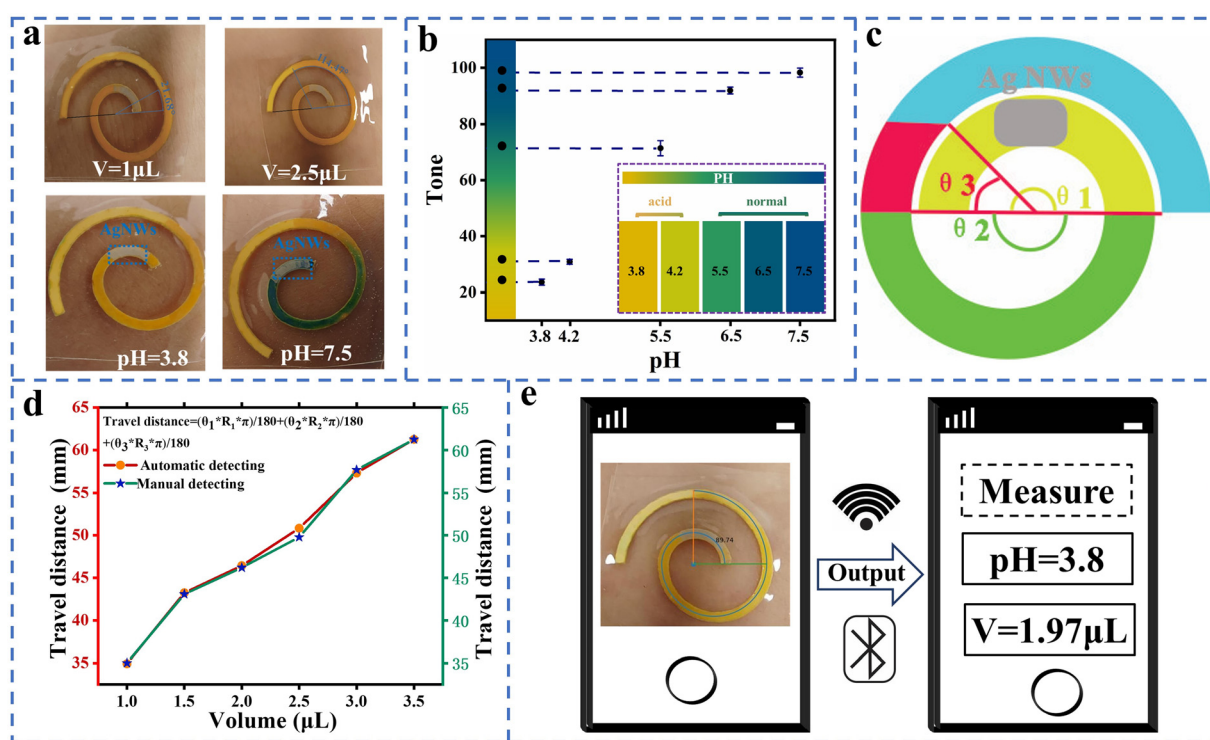 a
V=1μL
V=2.5μL
AgNWs
AgNWs
pH=3.8
pH=7.5
b
Tone
100
80
60
40
20
3.8
4.2
5.5
6.5
7.5
pH
PH
acid
normal
3.8
4.2
5.5
6.5
7.5
c
Ag NWs
θ 3
θ 1
θ 2
d
Travel distance=(θ1*R1*π)/180+(θ2*R2*π)/180
+(θ3*R3*π)/180
Automatic detecting
Manual detecting
Travel distance (mm)
65
60
55
50
45
40
35
65
60
55
50
45
40
35
Travel distance (mm)
1.0
1.5
2.0
2.5
3.0
3.5
Volume (μL)
e
89.74
Output
Measure
pH=3.8
V=1.97μL